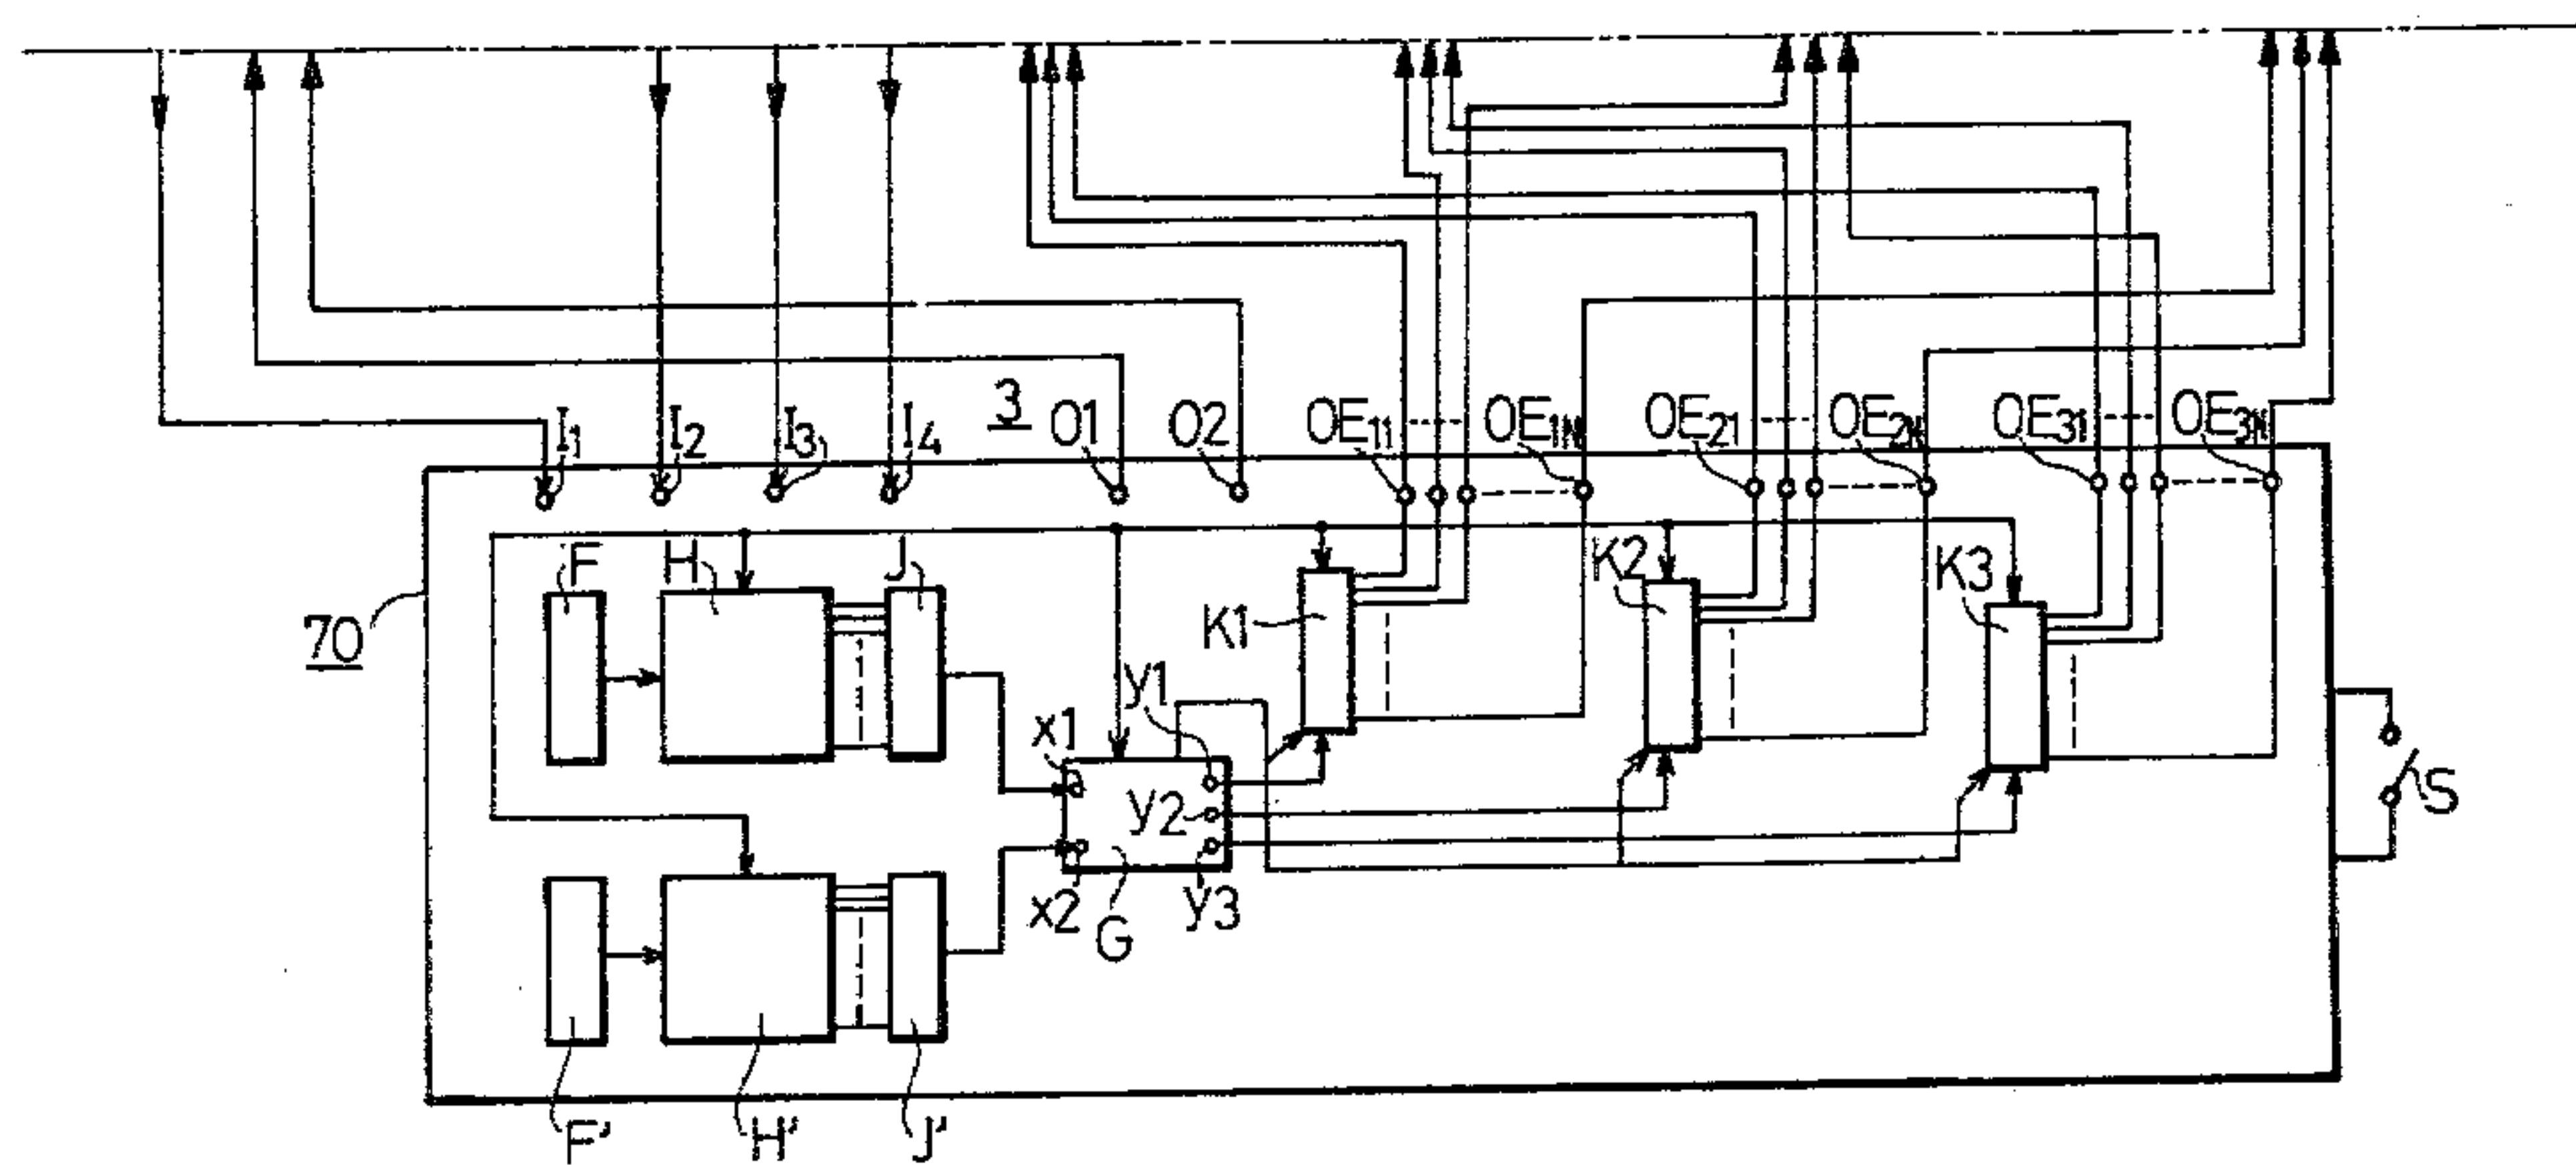 3
I1 I2 I3 I4 O1 O2 OE11 OE1N OE21 OE2N OE31 OE3N
F H J K2 K3
70 K1
y1
x1
y2 S
x2 G y3
F' H' J'